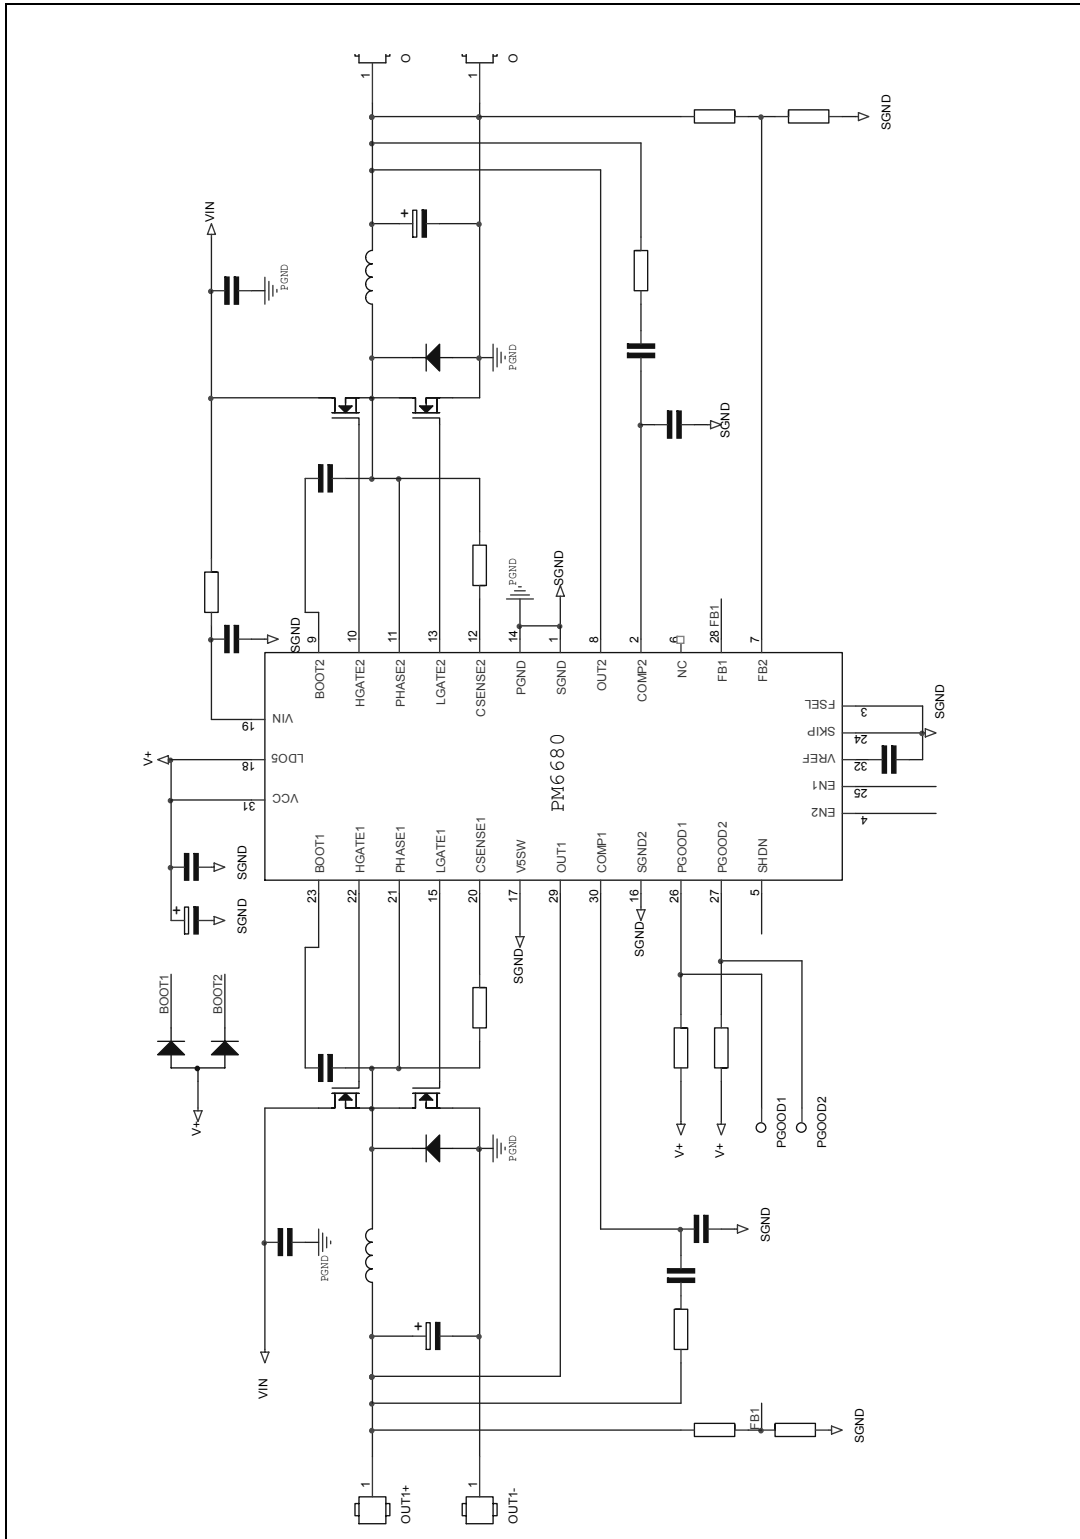 O
O
1
1
SGND
VIN
PGND
PGND
SGND
SGND
9
10
11
13
12
PGND
14
SGND
1
8
2
6
28 FB1
7
BOOT2
HGATE2
PHASE2
LGATE2
CSENSE2
PGND
SGND
OUT2
COMP2
NC
FB1
FB2
19
VIN
V+
18
LDO5
31
VCC
PM6680
FSEL
3
SKIP
24
VREF
32
EN1
25
EN2
4
SGND
BOOT1
HGATE1
PHASE1
LGATE1
CSENSE1
V5SW
OUT1
COMP1
SGND2
PGOOD1
PGOOD2
SHDN
23
22
21
15
20
17
29
30
16
26
27
5
+
SGND
SGND
SGND
SGND
BOOT1
BOOT2
V+
V+
V+
PGOOD1
PGOOD2
PGND
PGND
SGND
VIN
+
+
FB1
SGND
1
1
OUT1+
OUT1-